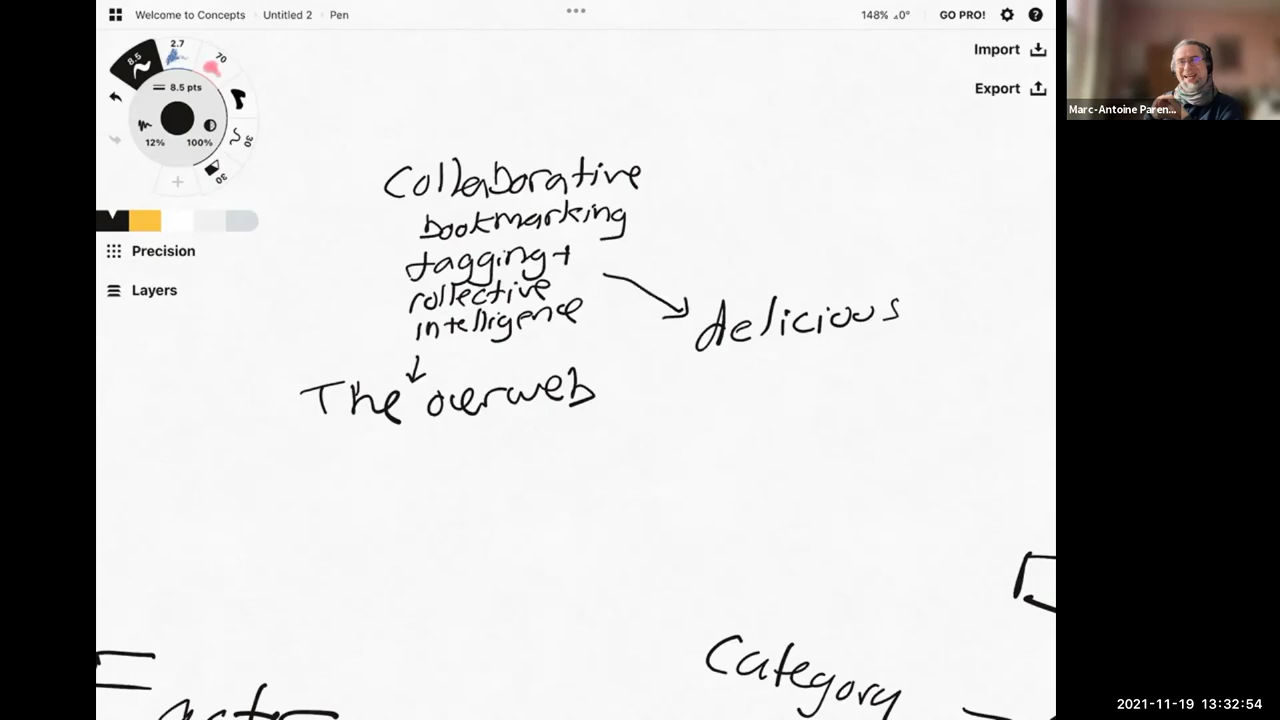 Welcome to Concepts Untitled 2 Pen
148% ⊿0° GO PRO!
Import
Export
8.5
2.7
70
8.5 pts
12% 100%
30
30
Precision
Layers
Collaborative
bookmarking
tagging +
collective
intelligence
delicious
The overweb
Category
Marc-Antoine Paren...
2021-11-19 13:32:54